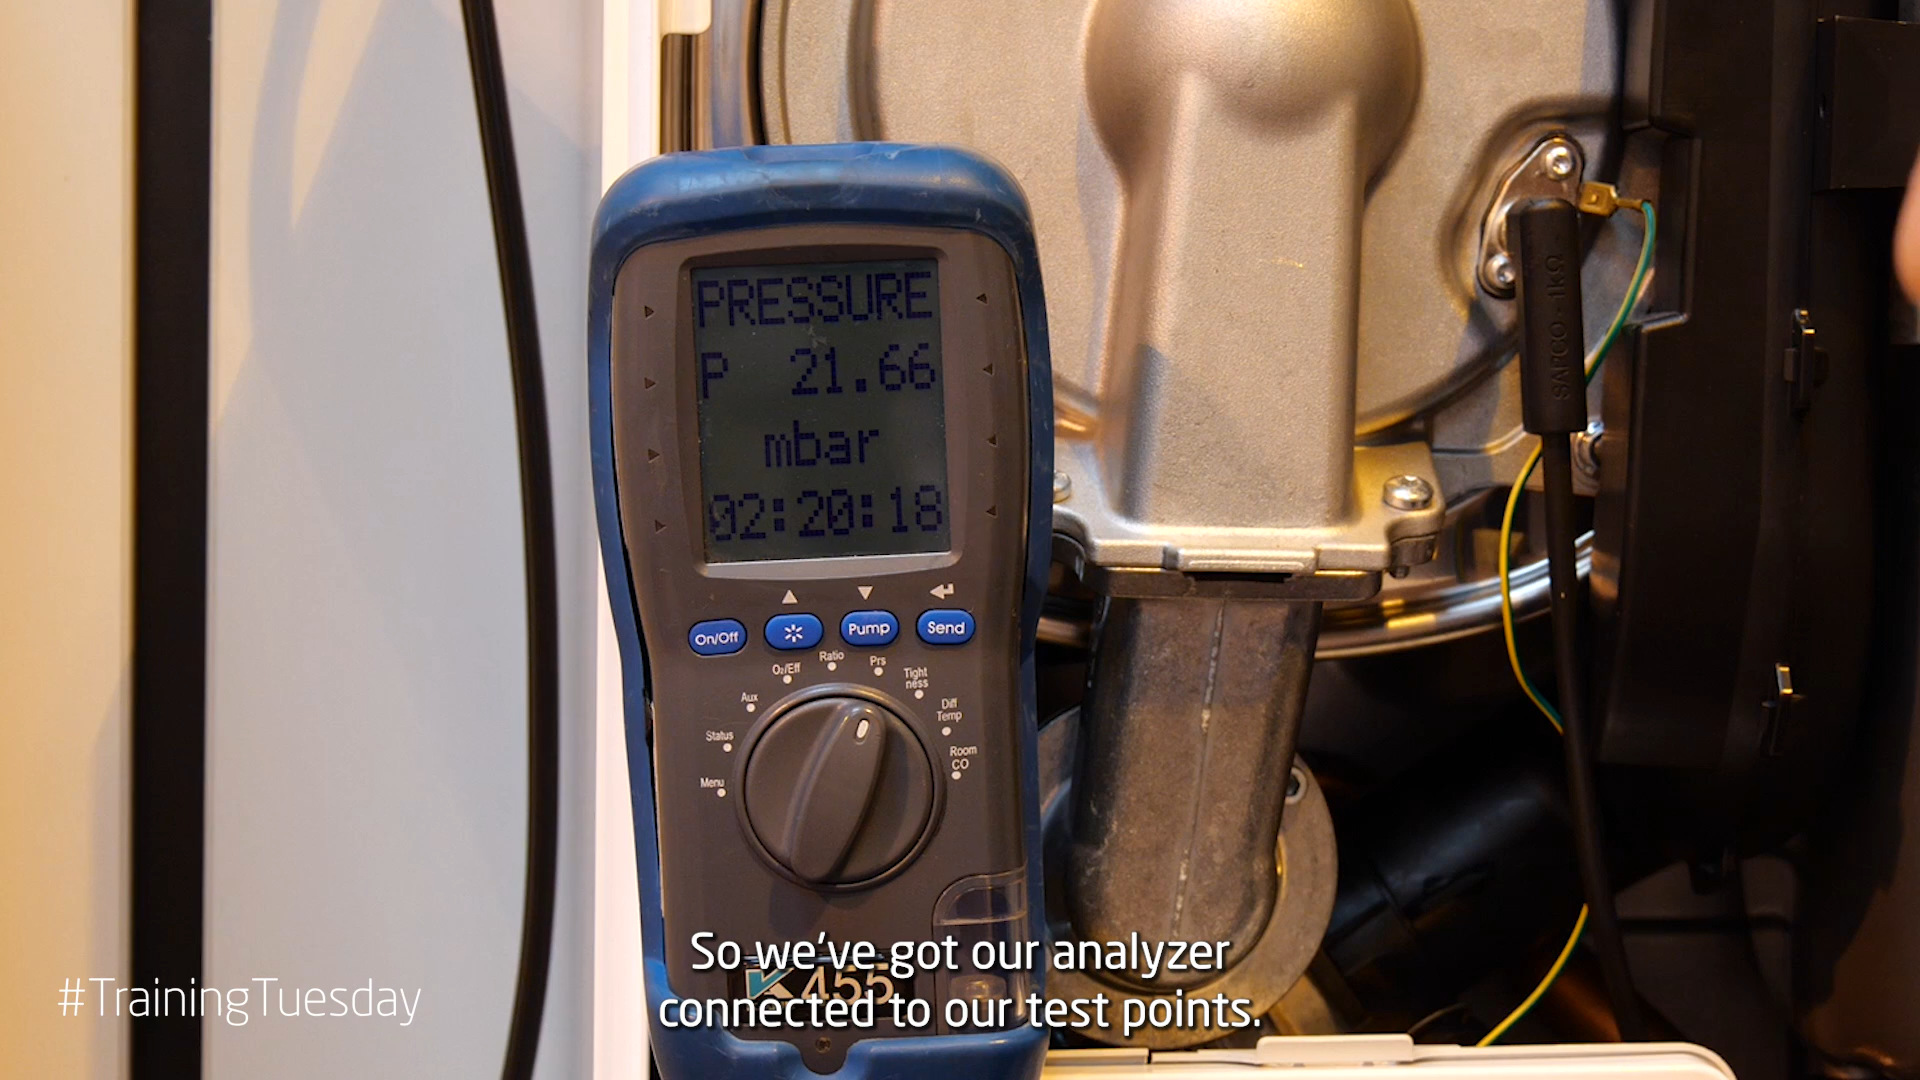 PRESSURE
P 21.66
mbar
02:20:18
On/Off
Pump
Send
Ratio
O₂/Eff
Prs
Tight
ness
Aux
Diff
Temp
Status
Room
CO
Menu
SAPCO - 1kΩ
K455
So we've got our analyzer
connected to our test points.
#TrainingTuesday